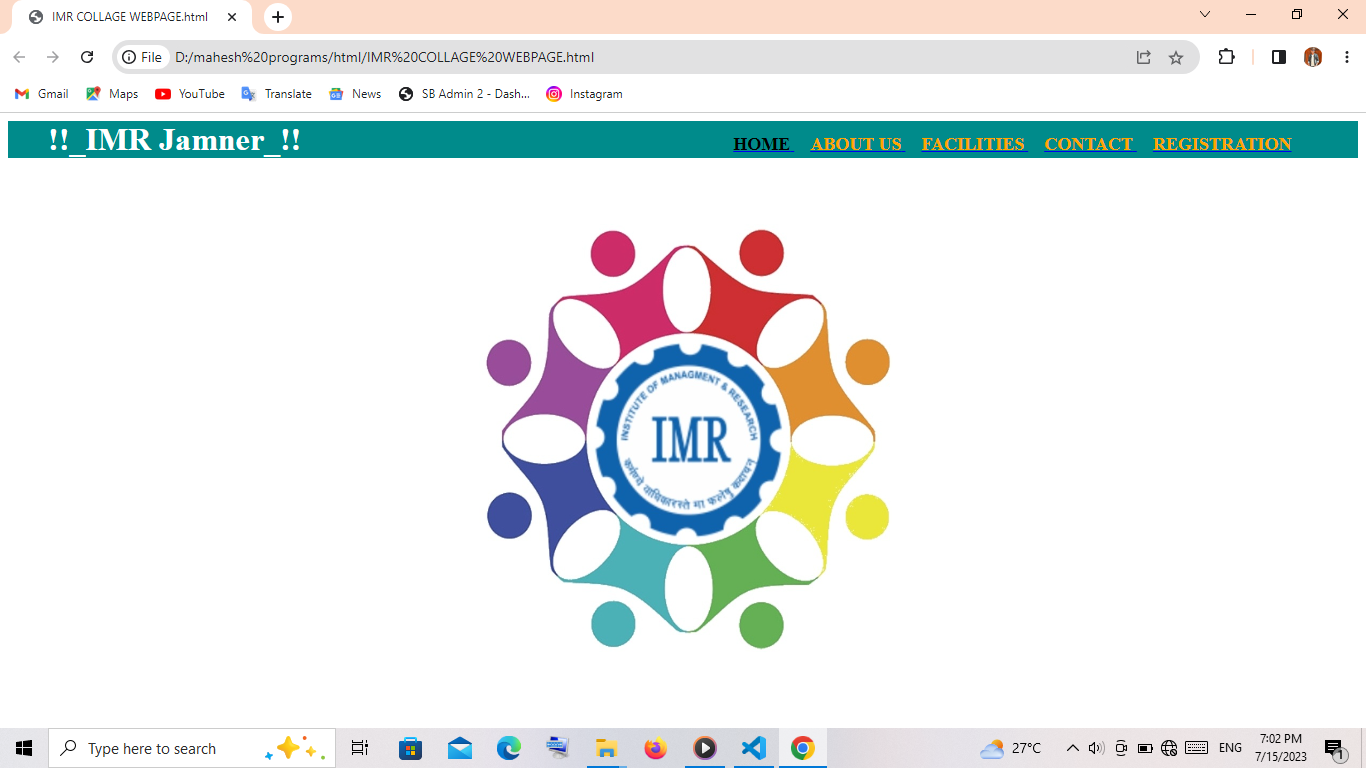 IMR COLLAGE WEBPAGE.html
File D:/mahesh%20programs/html/IMR%20COLLAGE%20WEBPAGE.html
Gmail Maps YouTube Translate News SB Admin 2 - Dash... Instagram
!!_IMR Jamner_!! HOME ABOUT US FACILITIES CONTACT REGISTRATION
INSTITUTE OF MANAGMENT & RESEARCH
IMR
कर्मण्ये वाधिकारस्ते मा फलेषु कदाचन
Type here to search 27°C ENG 7:02 PM
7/15/2023 1